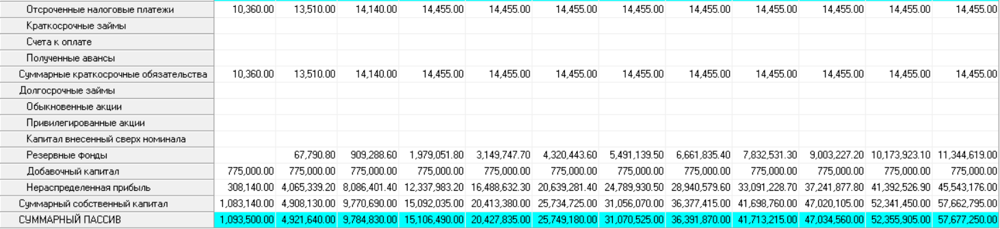 Отсроченные налоговые платежи 10,360.00 13,510.00 14,140.00 14,455.00 14,455.00 14,455.00 14,455.00 14,455.00 14,455.00 14,455.00 14,455.00 14,455.00
Краткосрочные займы
Счета к оплате
Полученные авансы
Суммарные краткосрочные обязательства 10,360.00 13,510.00 14,140.00 14,455.00 14,455.00 14,455.00 14,455.00 14,455.00 14,455.00 14,455.00 14,455.00 14,455.00
Долгосрочные займы
Обыкновенные акции
Привилегированные акции
Капитал внесенный сверх номинала
Резервные фонды 67,790.80 909,288.60 1,979,051.80 3,149,747.70 4,320,443.60 5,491,139.50 6,661,835.40 7,832,531.30 9,003,227.20 10,173,923.10 11,344,619.00
Добавочный капитал 775,000.00 775,000.00 775,000.00 775,000.00 775,000.00 775,000.00 775,000.00 775,000.00 775,000.00 775,000.00 775,000.00 775,000.00
Нераспределенная прибыль 308,140.00 4,065,339.20 8,086,401.40 12,337,983.20 16,488,632.30 20,639,281.40 24,789,930.50 28,940,579.60 33,091,228.70 37,241,877.80 41,392,526.90 45,543,176.00
Суммарный собственный капитал 1,083,140.00 4,908,130.00 9,770,690.00 15,092,035.00 20,413,380.00 25,734,725.00 31,056,070.00 36,377,415.00 41,698,760.00 47,020,105.00 52,341,450.00 57,662,795.00
СУММАРНЫЙ ПАССИВ 1,093,500.00 4,921,640.00 9,784,830.00 15,106,490.00 20,427,835.00 25,749,180.00 31,070,525.00 36,391,870.00 41,713,215.00 47,034,560.00 52,355,905.00 57,677,250.00